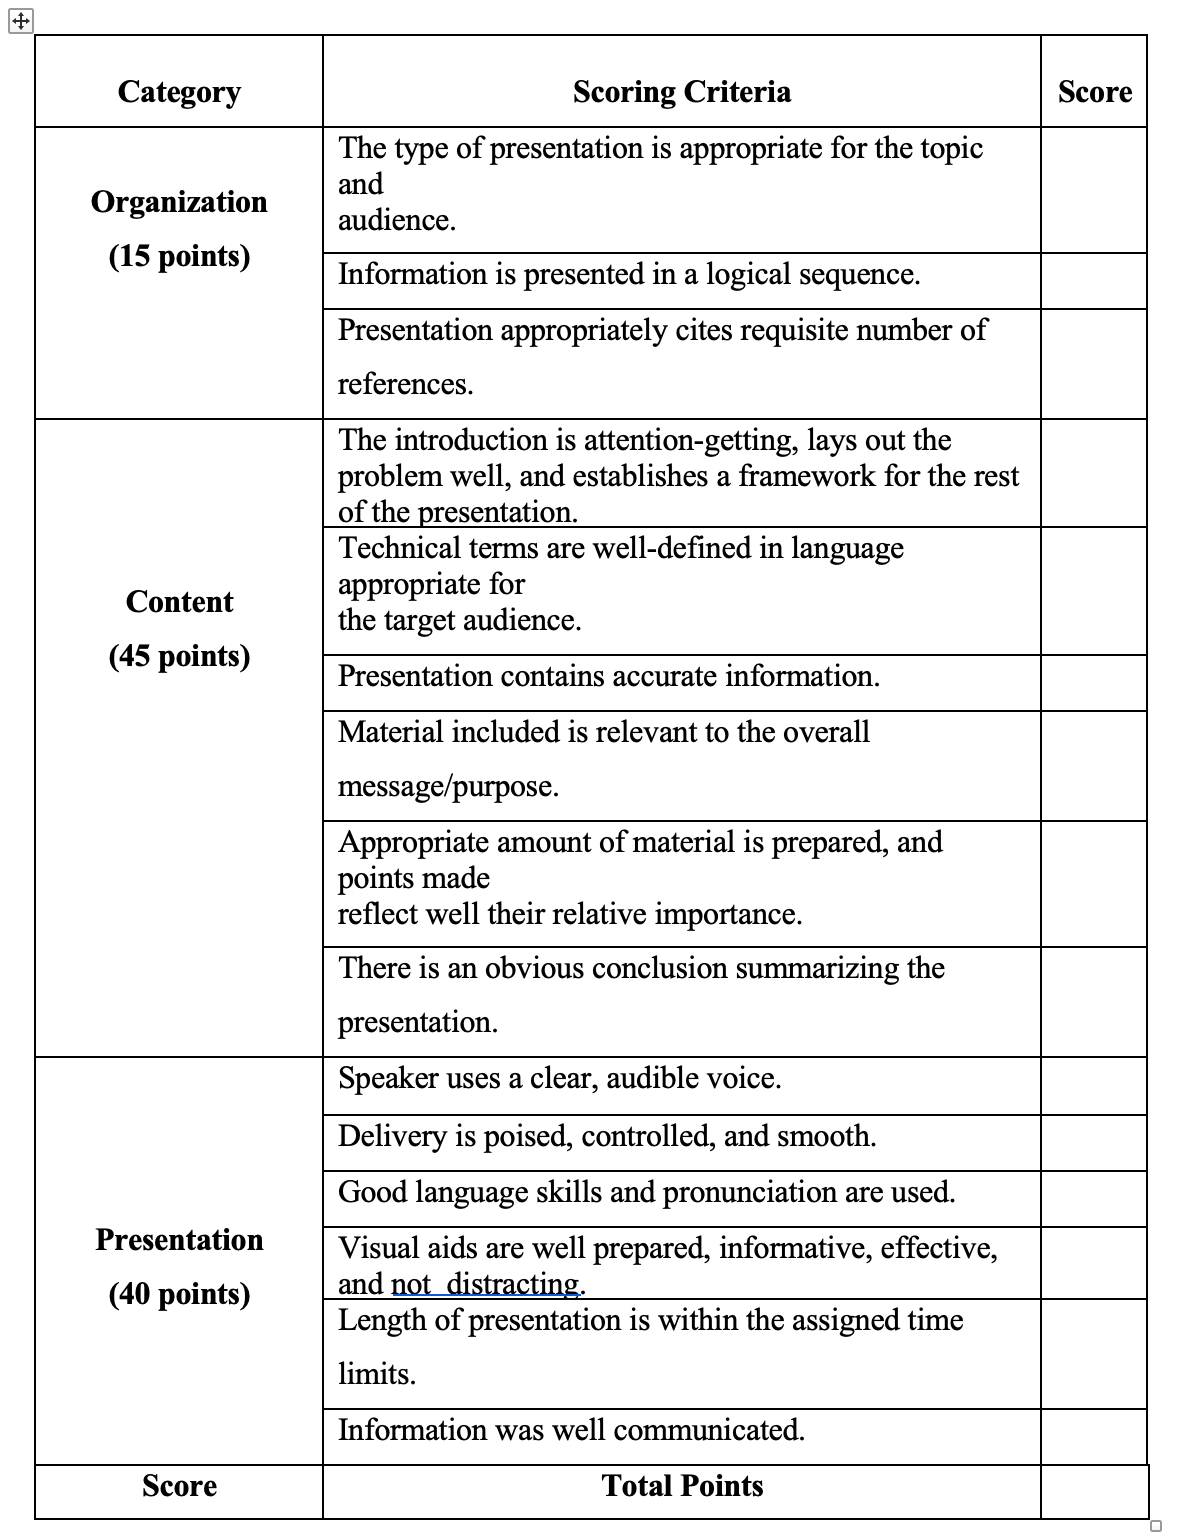 Category
Scoring Criteria
Score
Organization
(15 points)
The type of presentation is appropriate for the topic
and
audience.
Information is presented in a logical sequence.
Presentation appropriately cites requisite number of
references.
Content
(45 points)
The introduction is attention-getting, lays out the
problem well, and establishes a framework for the rest
of the presentation.
Technical terms are well-defined in language
appropriate for
the target audience.
Presentation contains accurate information.
Material included is relevant to the overall
message/purpose.
Appropriate amount of material is prepared, and
points made
reflect well their relative importance.
There is an obvious conclusion summarizing the
presentation.
Presentation
(40 points)
Speaker uses a clear, audible voice.
Delivery is poised, controlled, and smooth.
Good language skills and pronunciation are used.
Visual aids are well prepared, informative, effective,
and not  distracting.
Length of presentation is within the assigned time
limits.
Information was well communicated.
Score
Total Points